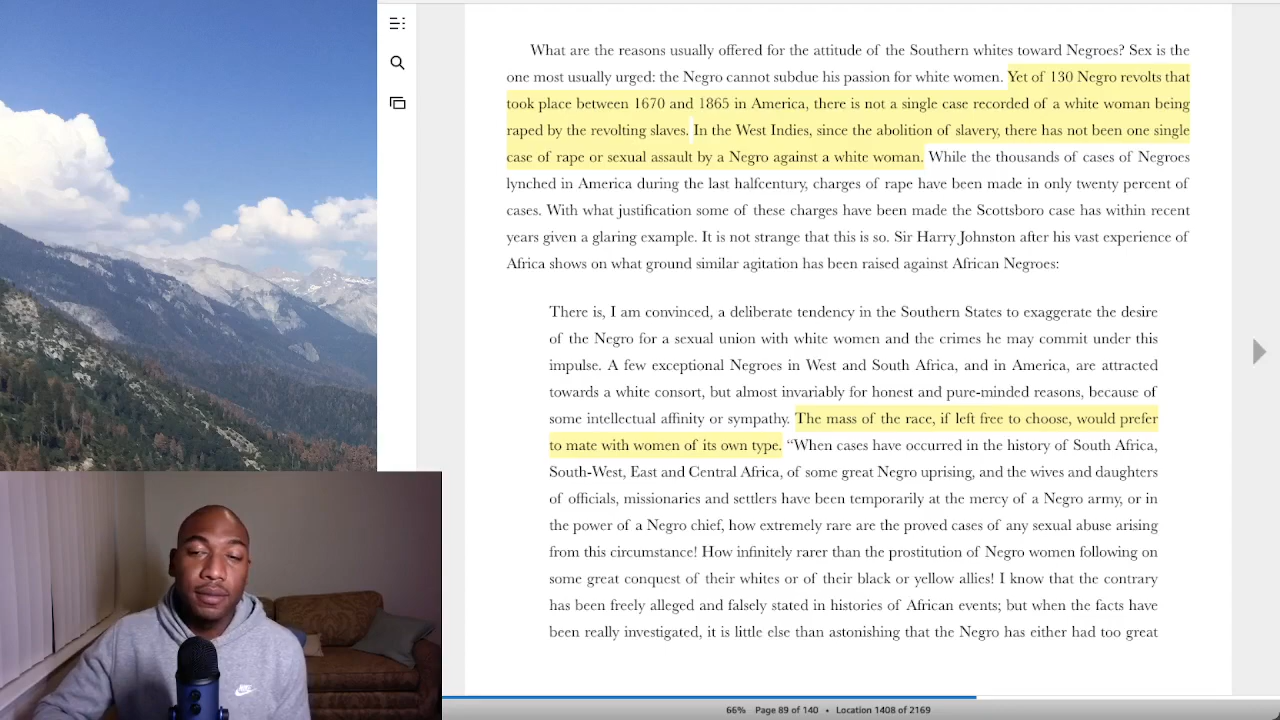 What are the reasons usually offered for the attitude of the Southern whites toward Negroes? Sex is the
one most usually urged: the Negro cannot subdue his passion for white women. Yet of 130 Negro revolts that
took place between 1670 and 1865 in America, there is not a single case recorded of a white woman being
raped by the revolting slaves. In the West Indies, since the abolition of slavery, there has not been one single
case of rape or sexual assault by a Negro against a white woman. While the thousands of cases of Negroes
lynched in America during the last halfcentury, charges of rape have been made in only twenty percent of
cases. With what justification some of these charges have been made the Scottsboro case has within recent
years given a glaring example. It is not strange that this is so. Sir Harry Johnston after his vast experience of
Africa shows on what ground similar agitation has been raised against African Negroes:
There is, I am convinced, a deliberate tendency in the Southern States to exaggerate the desire
of the Negro for a sexual union with white women and the crimes he may commit under this
impulse. A few exceptional Negroes in West and South Africa, and in America, are attracted
towards a white consort, but almost invariably for honest and pure-minded reasons, because of
some intellectual affinity or sympathy. The mass of the race, if left free to choose, would prefer
to mate with women of its own type. “When cases have occurred in the history of South Africa,
South-West, East and Central Africa, of some great Negro uprising, and the wives and daughters
of officials, missionaries and settlers have been temporarily at the mercy of a Negro army, or in
the power of a Negro chief, how extremely rare are the proved cases of any sexual abuse arising
from this circumstance! How infinitely rarer than the prostitution of Negro women following on
some great conquest of their whites or of their black or yellow allies! I know that the contrary
has been freely alleged and falsely stated in histories of African events; but when the facts have
been really investigated, it is little else than astonishing that the Negro has either had too great
66% Page 89 of 140 • Location 1408 of 2169